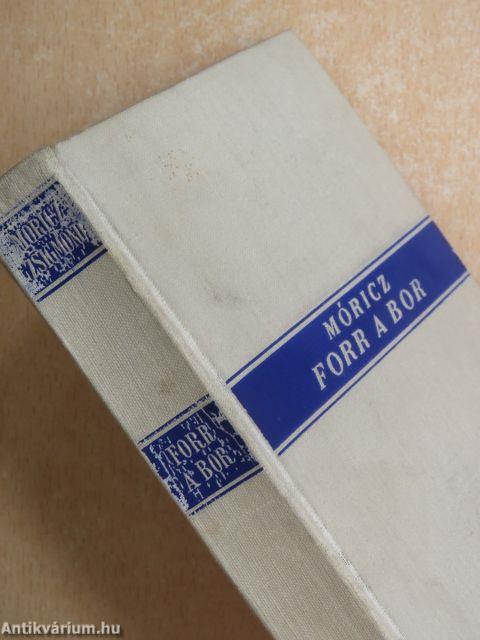 MÓRICZ
ZSIGMOND
FORR
A BOR
MÓRICZ
FORR A BOR
Antikvárium.hu